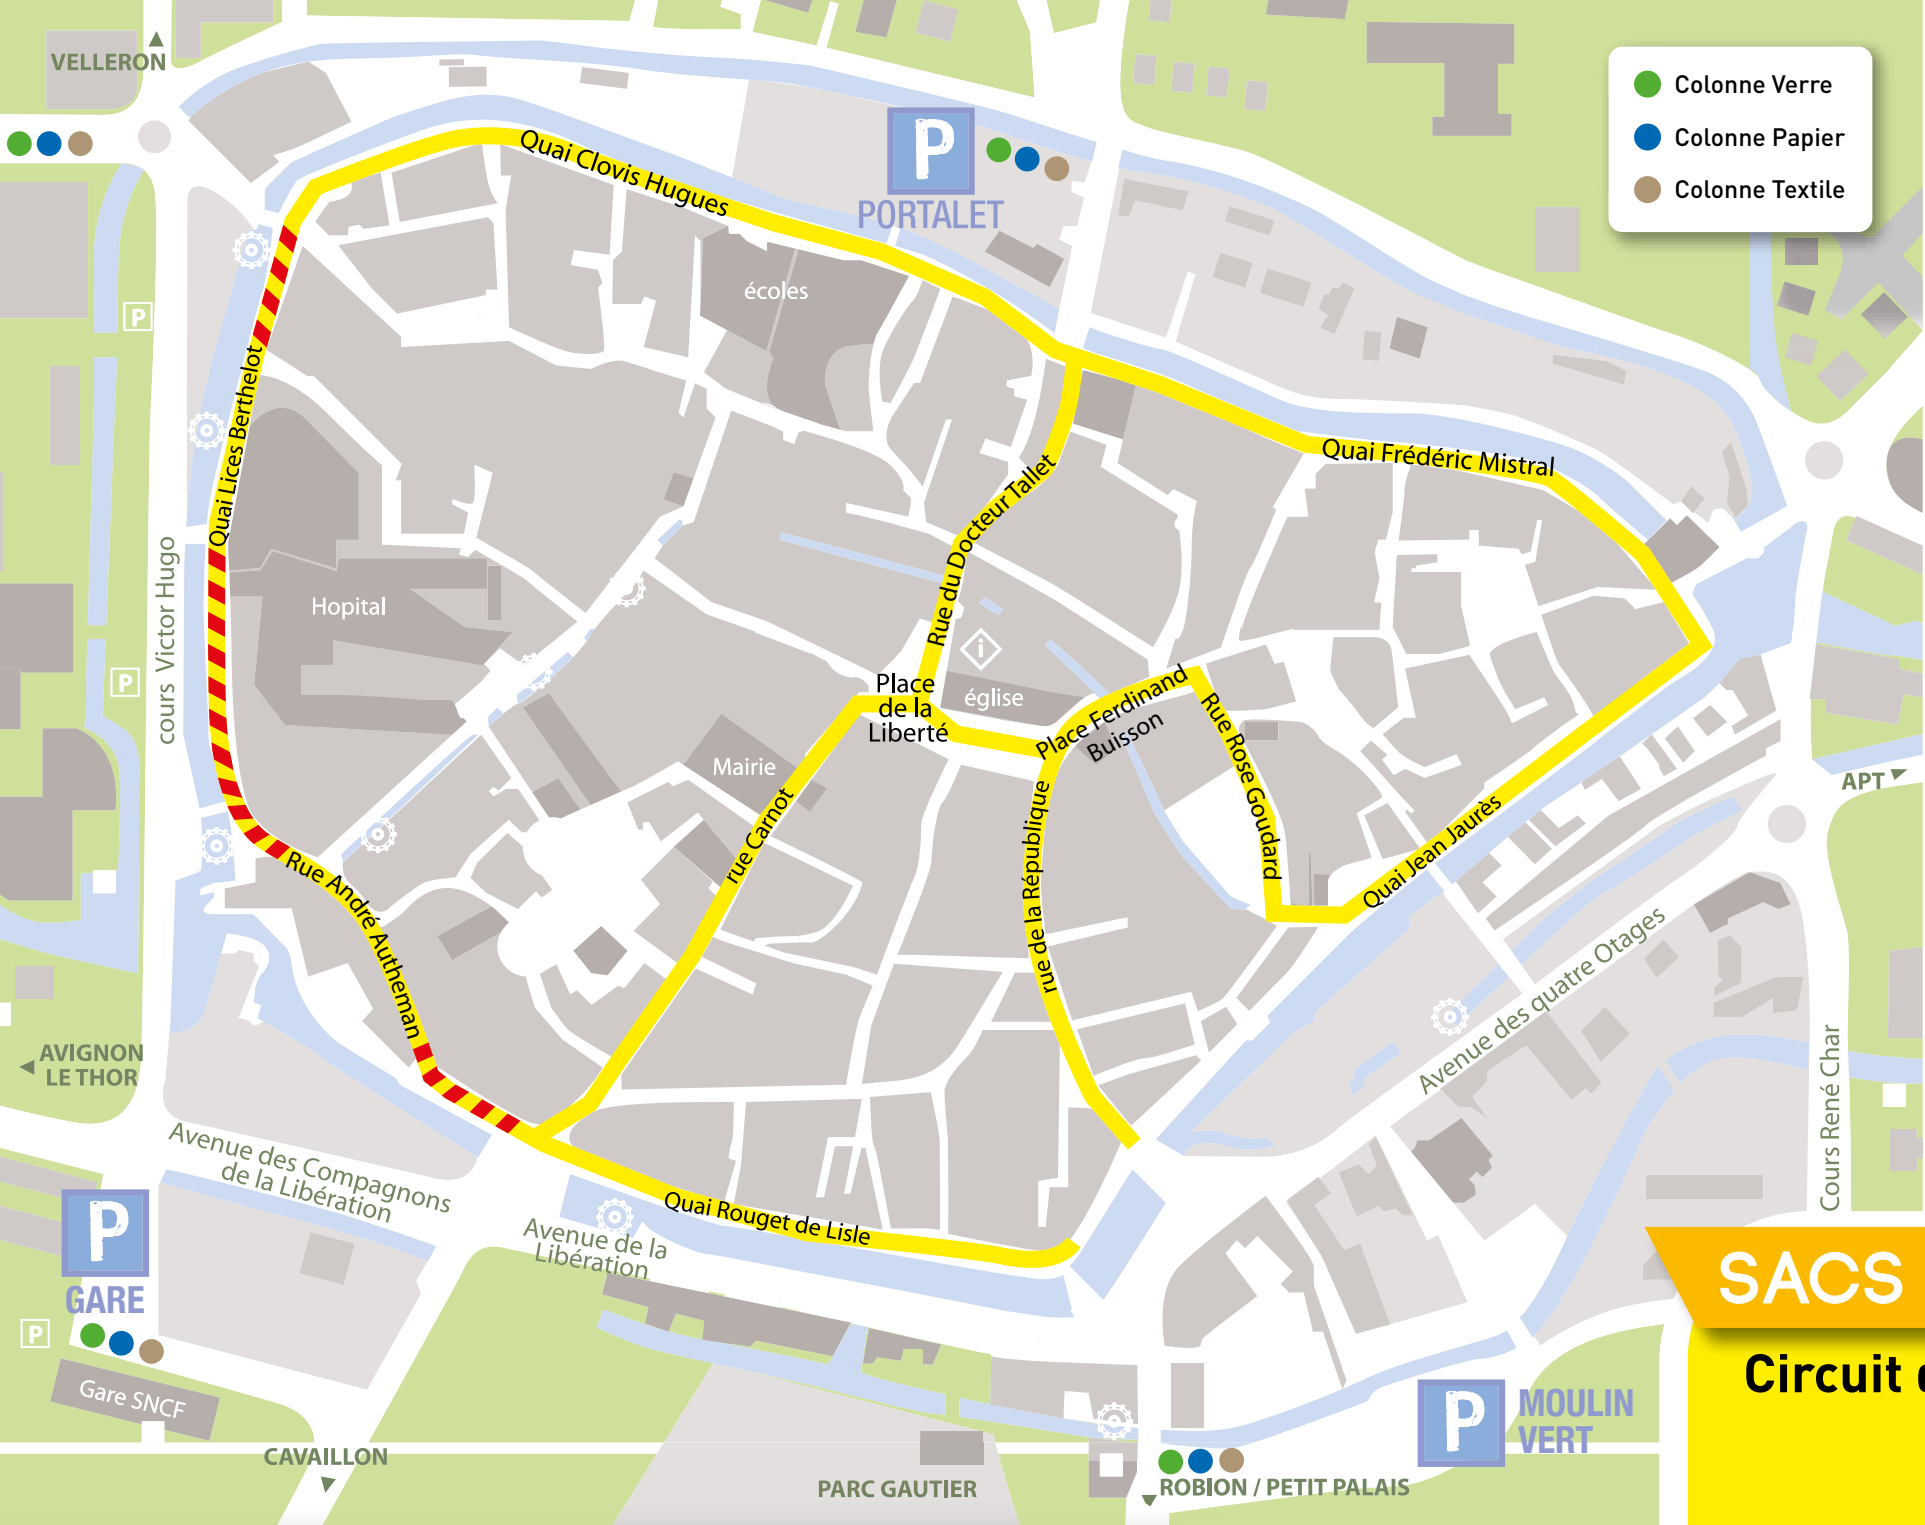 VELLERON
Colonne Verre
Colonne Papier
Colonne Textile
Quai Clovis Hugues
P
PORTALET
écoles
P
Quai Lices Berthelot
Quai Frédéric Mistral
Rue du Docteur Tallet
cours Victor Hugo
Hopital
i
P
église
Place
de la
Liberté
Place Ferdinand
Buisson
Rue Rose Goudard
Mairie
rue Carnot
rue de la République
Quai Jean Jaurès
APT
Rue André Autheman
Avenue des quatre Otages
AVIGNON
LE THOR
Cours René Char
Avenue des Compagnons
de la Libération
Quai Rouget de Lisle
Avenue de la
Libération
P
GARE
P
Gare SNCF
SACS
Circuit
P
MOULIN
VERT
CAVAILLON
PARC GAUTIER
ROBION / PETIT PALAIS